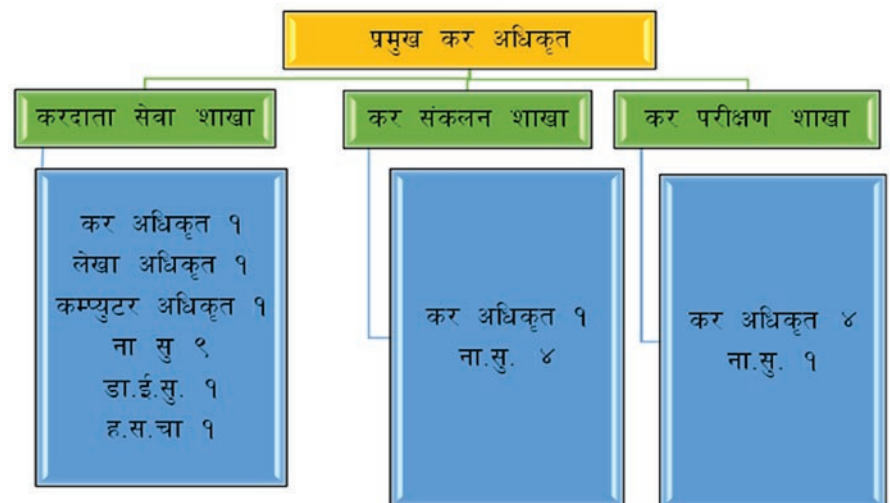 प्रमुख कर अधिकृत
करदाता सेवा शाखा
कर संकलन शाखा
कर परीक्षण शाखा
कर अधिकृत १
लेखा अधिकृत १
कम्प्युटर अधिकृत १
ना सु ९
डा.ई.सु. १
ह.स.चा १
कर अधिकृत १
ना.सु. ४
कर अधिकृत ४
ना.सु. १